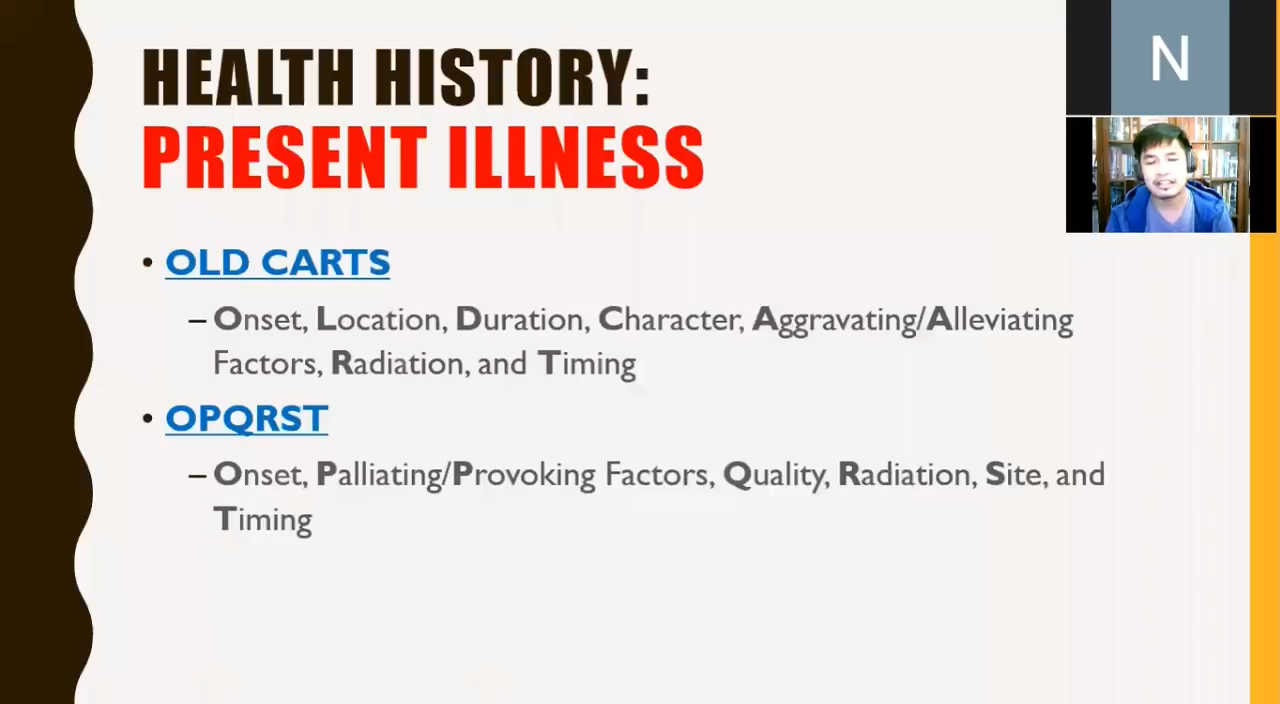 HEALTH HISTORY:
PRESENT ILLNESS
N
• OLD CARTS
– Onset, Location, Duration, Character, Aggravating/Alleviating
Factors, Radiation, and Timing
• OPQRST
– Onset, Palliating/Provoking Factors, Quality, Radiation, Site, and
Timing